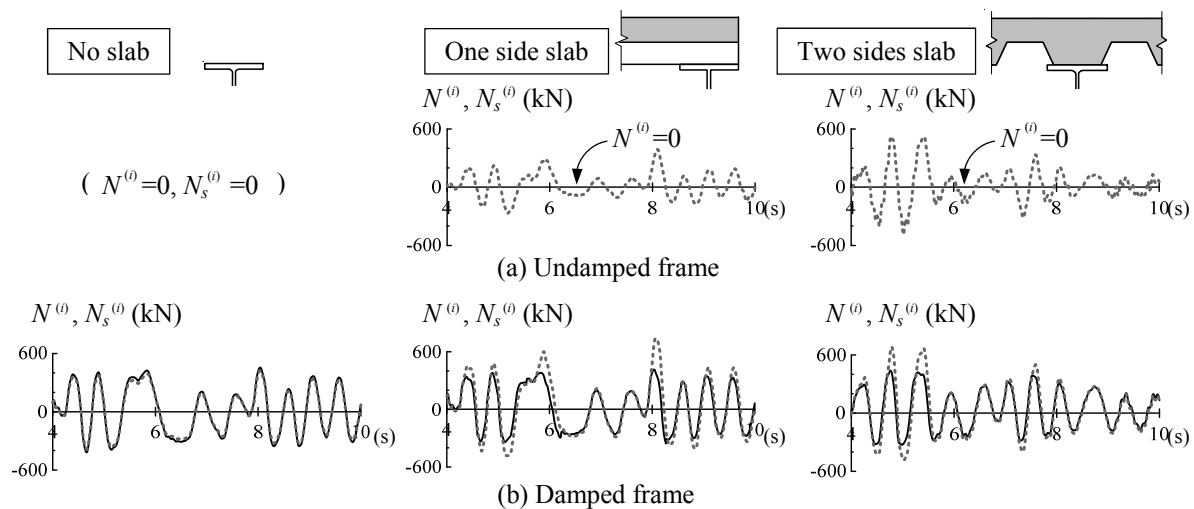 No slab
One side slab
Two sides slab
N⁽ⁱ⁾, Nₛ⁽ⁱ⁾ (kN)
N⁽ⁱ⁾, Nₛ⁽ⁱ⁾ (kN)
600
0
-600
4
6
8
10
(s)
N⁽ⁱ⁾=0
600
0
-600
4
6
8
10
(s)
N⁽ⁱ⁾=0
( N⁽ⁱ⁾=0, Nₛ⁽ⁱ⁾ =0 )
(a) Undamped frame
N⁽ⁱ⁾, Nₛ⁽ⁱ⁾ (kN)
N⁽ⁱ⁾, Nₛ⁽ⁱ⁾ (kN)
N⁽ⁱ⁾, Nₛ⁽ⁱ⁾ (kN)
600
0
-600
4
6
8
10
(s)
600
0
-600
4
6
8
10
(s)
600
0
-600
4
6
8
10
(s)
(b) Damped frame